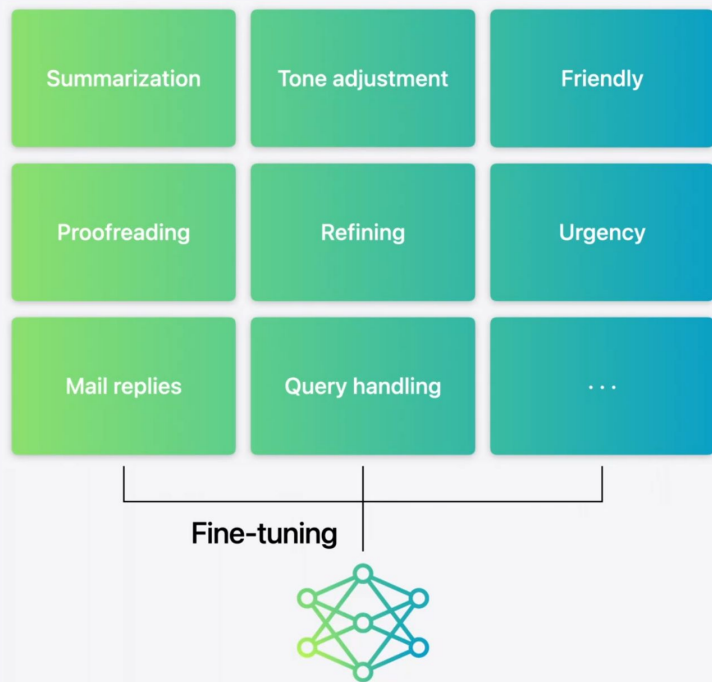 Summarization
Tone adjustment
Friendly
Proofreading
Refining
Urgency
Mail replies
Query handling
...
Fine-tuning